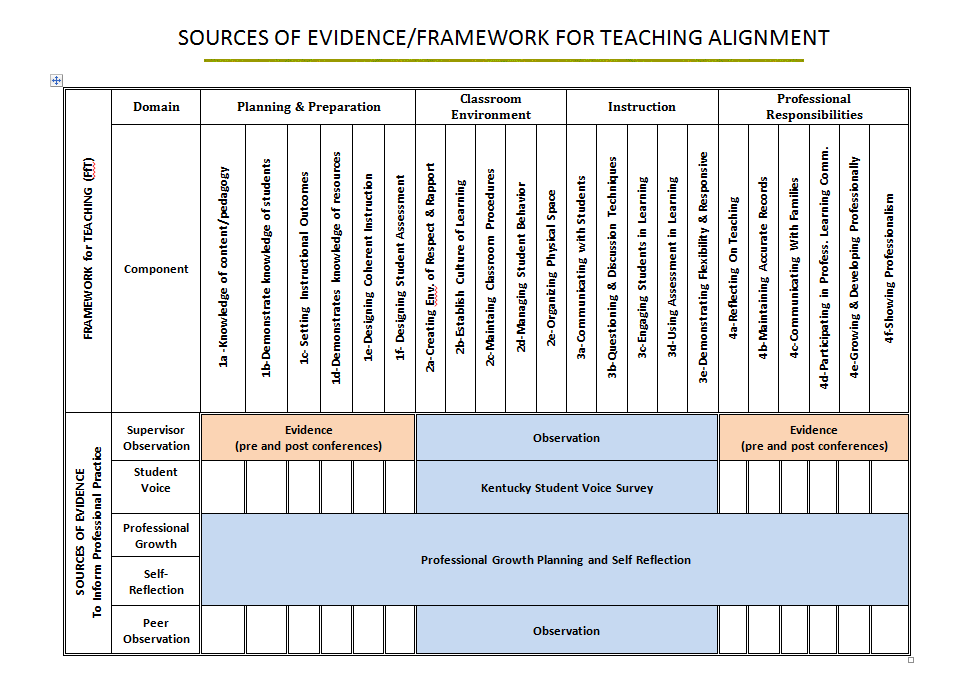 SOURCES OF EVIDENCE/FRAMEWORK FOR TEACHING ALIGNMENT
FRAMEWORK for TEACHING (FfT)
Domain
Planning & Preparation
Classroom
Environment
Instruction
Professional
Responsibilities
Component
1a -Knowledge of content/pedagogy
1b-Demonstrate knowledge of students
1c- Setting Instructional Outcomes
1d-Demonstrates knowledge of resources
1e-Designing Coherent Instruction
1f- Designing Student Assessment
2a-Creating Env. of Respect & Rapport
2b-Establish Culture of Learning
2c-Maintaing Classroom Procedures
2d-Managing Student Behavior
2e-Organizing Physical Space
3a-Communicating with Students
3b-Questioning & Discussion Techniques
3c-Engaging Students in Learning
3d-Using Assessment in Learning
3e-Demonstrating Flexibility & Responsive
4a-Reflecting On Teaching
4b-Maintaining Accurate Records
4c-Communicating With Families
4d-Participating in Profess. Learning Comm.
4e-Growing & Developing Professionally
4f-Showing Professionalism
SOURCES OF EVIDENCE
To Inform Professional Practice
Supervisor
Observation
Evidence
(pre and post conferences)
Observation
Evidence
(pre and post conferences)
Student
Voice
Kentucky Student Voice Survey
Professional
Growth
Professional Growth Planning and Self Reflection
Self-
Reflection
Peer
Observation
Observation